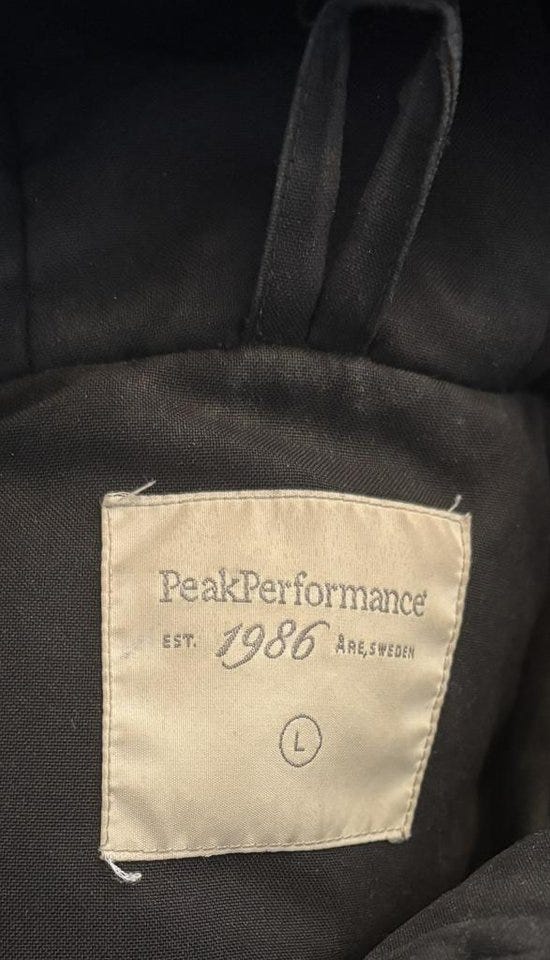 PeakPerformance
EST. 1986 ÅRE, SWEDEN
L